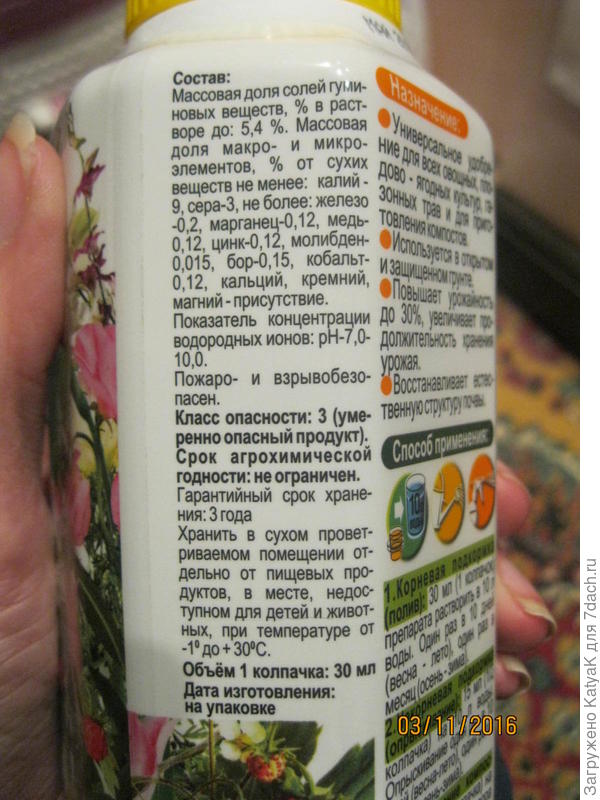 Состав:
Массовая доля солей гуми-
новых веществ, % в раст-
воре до: 5,4 %. Массовая
доля макро- и микро-
элементов, % от сухих
веществ не менее: калий -
9, сера-3, не более: железо
-0,2, марганец-0,12, медь-
0,12, цинк-0,12, молибден-
0,015, бор-0,15, кобальт-
0,12, кальций, кремний,
магний - присутствие.
Показатель концентрации
водородных ионов: pH-7,0-
10,0.
Пожаро- и взрывобезо-
пасен.
Класс опасности: 3 (уме-
ренно опасный продукт).
Срок агрохимической
годности: не ограничен.
Гарантийный срок хране-
ния: 3 года
Хранить в сухом провет-
риваемом помещении от-
дельно от пищевых про-
дуктов, в месте, недос-
тупном для детей и живот-
ных, при температуре от
-1º до + 30ºС.
Объём 1 колпачка: 30 мл
Дата изготовления:
на упаковке
Назначение:
Универсальное удобре-
ние для всех овощных, пло-
дово - ягодных культур, га-
зонных трав и для приго-
товления компостов.
Используется в открытом
и защищенном грунте.
Повышает урожайность
до 30%, увеличивает про-
должительность хранения
урожая.
Восстанавливает естес-
твенную структуру почвы.
Способ применения:
1.Корневая подкормка
(полив): 30 мл (1 колпачок)
препарата растворить в 10 л
воды. Один раз в 10 дней
(весна - лето), один раз в
месяц (осень-зима).
03/11/2016
Загружено KatyaK для 7dach.ru